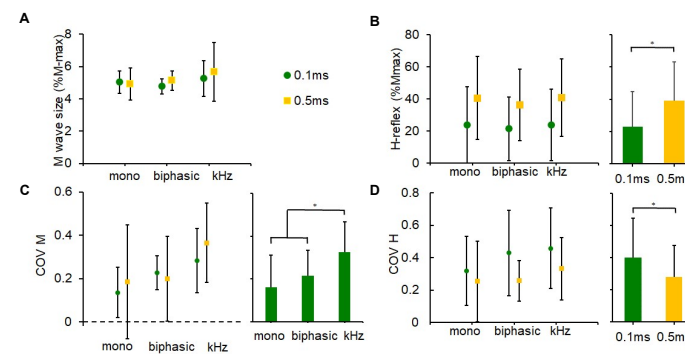 A
M wave size (%M-max)
8
6
4
2
0
mono biphasic kHz
0.1ms
0.5ms
B
H-reflex (%Mmax)
80
60
40
20
0
mono biphasic kHz
*
0.1ms 0.5m
C
COV M
0.6
0.4
0.2
0
mono biphasic kHz
*
mono biphasic kHz
D
COV H
0.8
0.6
0.4
0.2
0
mono biphasic kHz
*
0.1ms 0.5ms